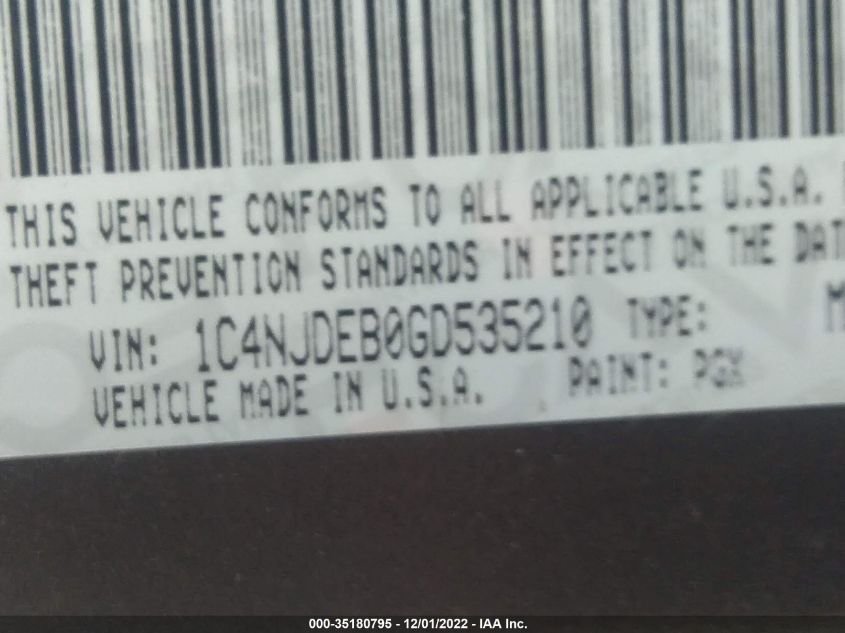 THIS VEHICLE CONFORMS TO ALL APPLICABLE U.S.A.
THEFT PREVENTION STANDARDS IN EFFECT ON THE DAT
VIN: 1C4NJDEB0GD535210 TYPE: M
VEHICLE MADE IN U.S.A. PAINT: PGX
000-35180795 - 12/01/2022 - IAA Inc.